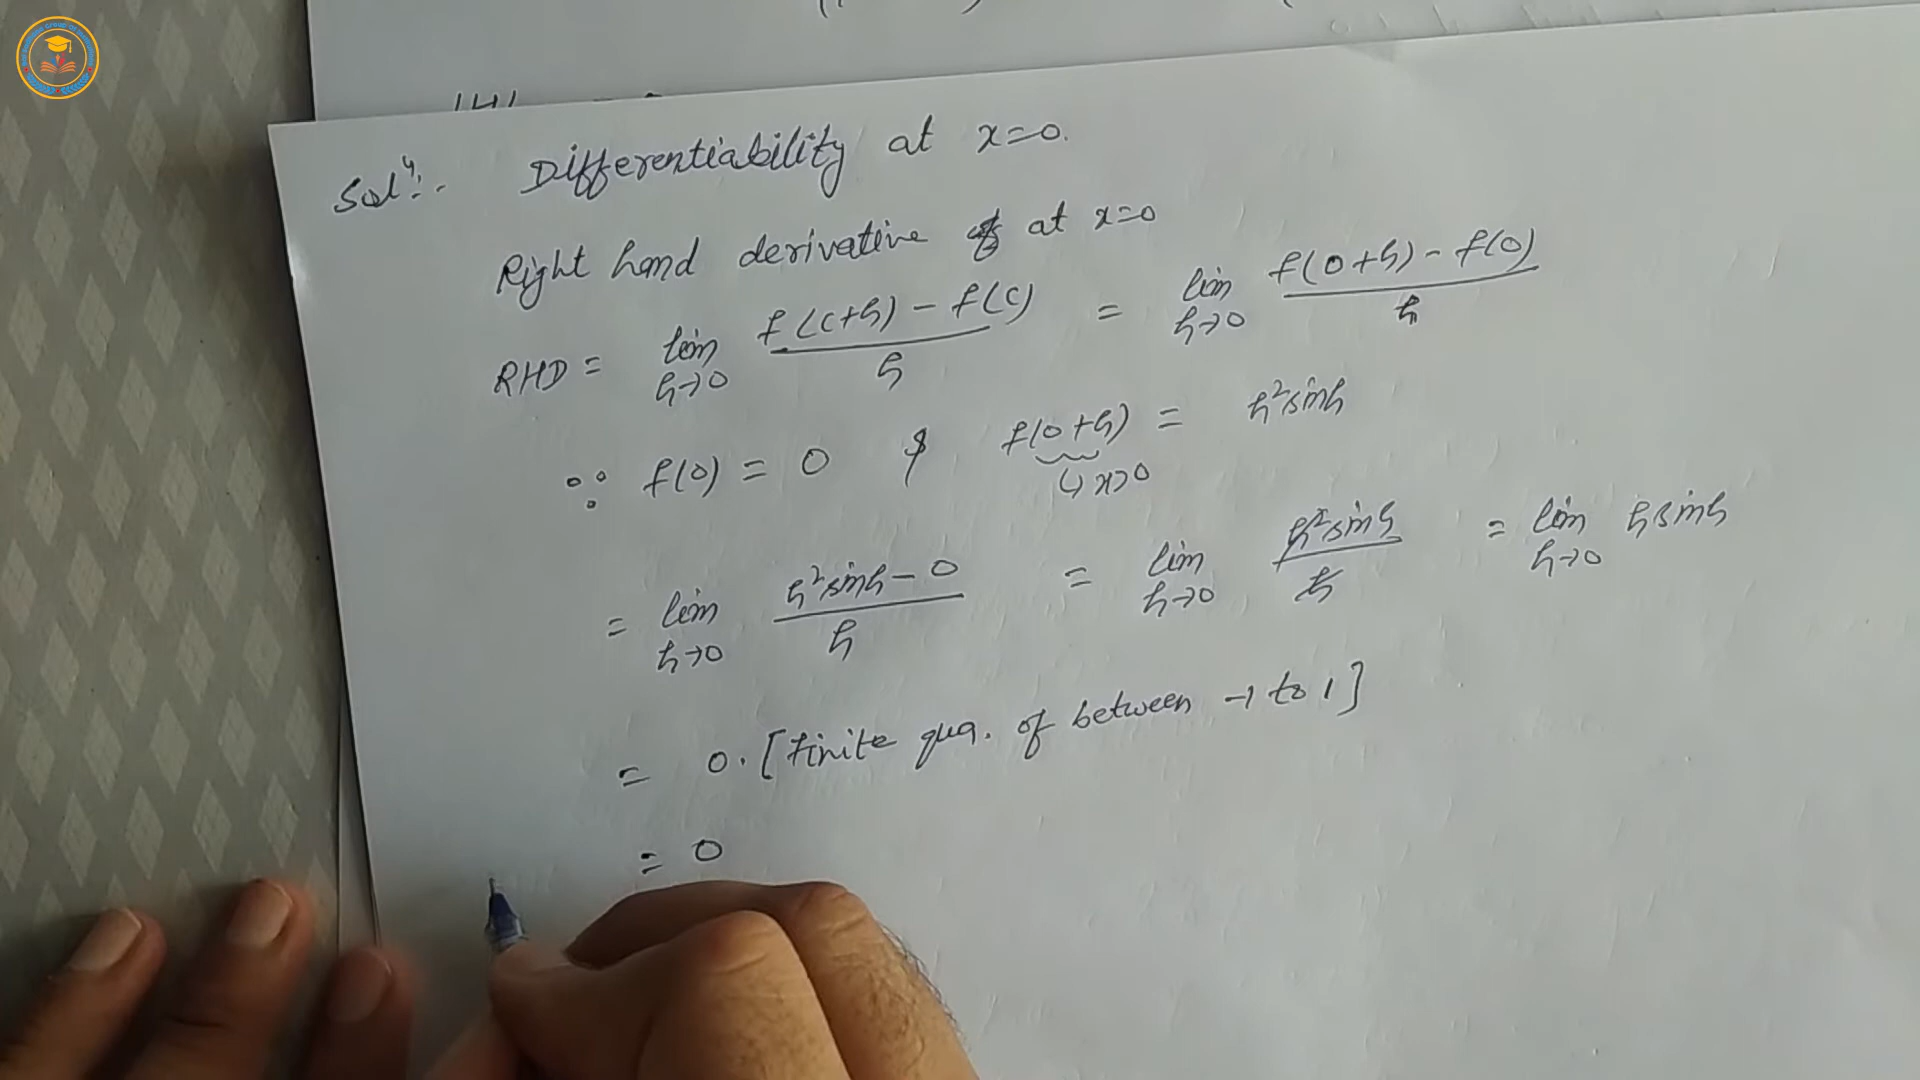 Solⁿ:- Differentiability at x=0.
Right hand derivative at x=0
RHD = lim h→0 f(c+h) - f(c) / h = lim h→0 f(0+h) - f(0) / h
∵ f(0) = 0 & f(0+h) = h²sinh
↳ x>0
= lim h→0 h²sinh - 0 / h = lim h→0 h²sinh / h = lim h→0 h sinh
= 0. [finite qua. of between -1 to 1]
= 0